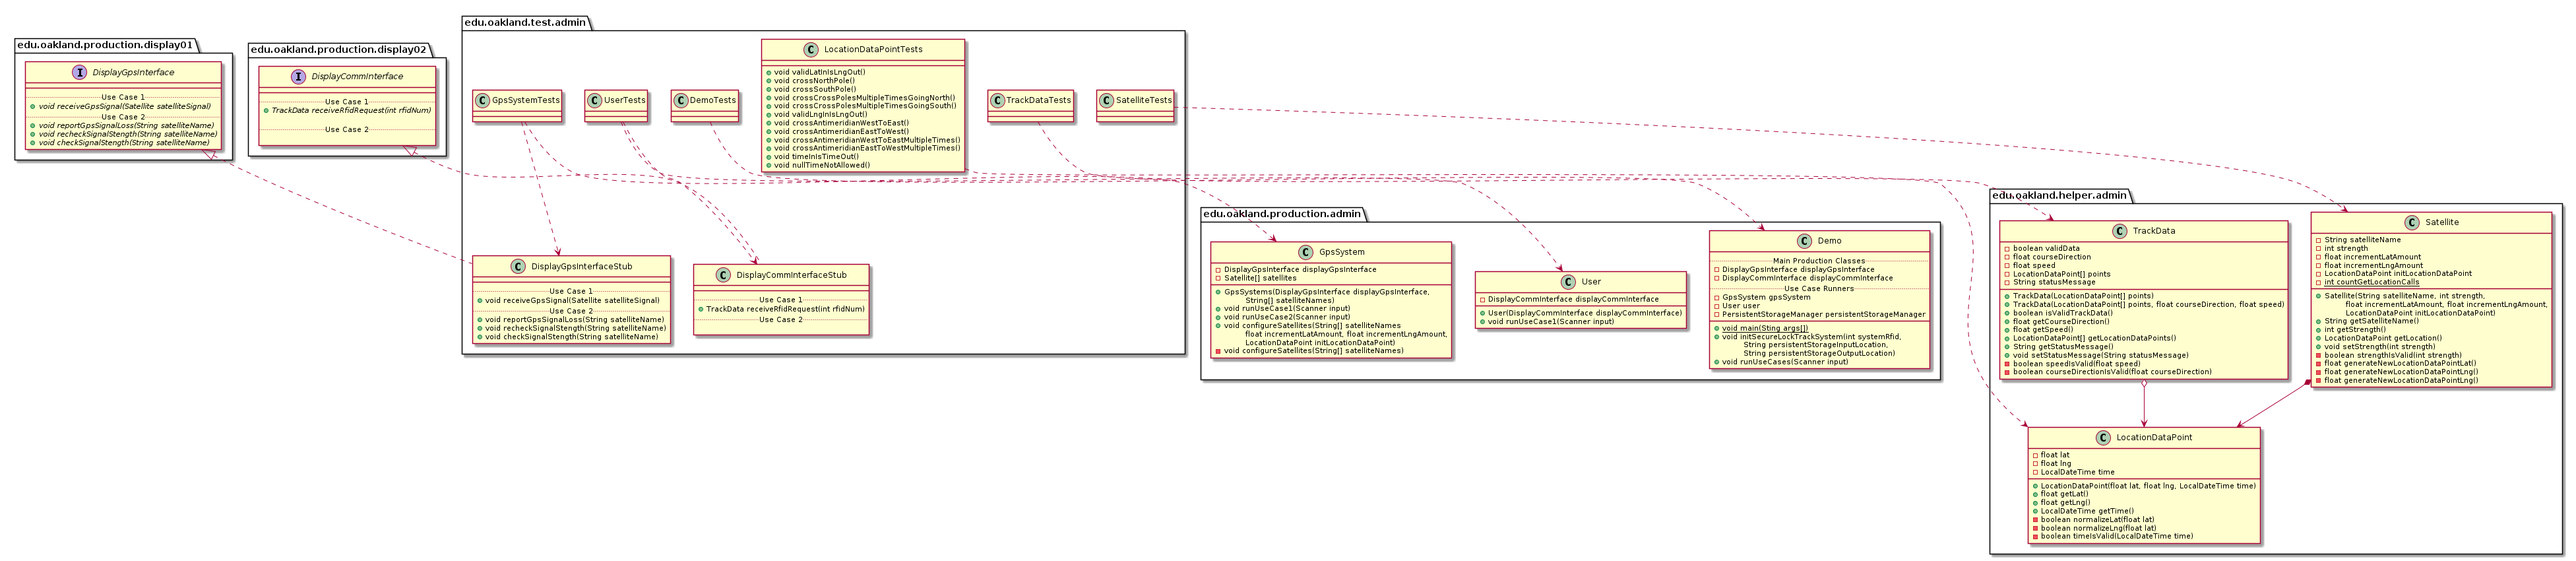 edu.oakland.production.display01
I DisplayGpsInterface
Use Case 1
void receiveGpsSignal(Satellite satelliteSignal)
Use Case 2
void reportGpsSignalLoss(String satelliteName)
void recheckSignalStength(String satelliteName)
void checkSignalStength(String satelliteName)
edu.oakland.production.display02
I DisplayCommInterface
Use Case 1
TrackData receiveRfidRequest(int rfidNum)
Use Case 2
edu.oakland.test.admin
C GpsSystemTests
C UserTests
C DemoTests
C LocationDataPointTests
void validLatInIsLngOut()
void crossNorthPole()
void crossSouthPole()
void crossCrossPolesMultipleTimesGoingNorth()
void crossCrossPolesMultipleTimesGoingSouth()
void validLngInIsLngOut()
void crossAntimeridianWestToEast()
void crossAntimeridianEastToWest()
void crossAntimeridianWestToEastMultipleTimes()
void crossAntimeridianEastToWestMultipleTimes()
void timeInIsTimeOut()
void nullTimeNotAllowed()
C TrackDataTests
C SatelliteTests
C DisplayGpsInterfaceStub
Use Case 1
void receiveGpsSignal(Satellite satelliteSignal)
Use Case 2
void reportGpsSignalLoss(String satelliteName)
void recheckSignalStength(String satelliteName)
void checkSignalStength(String satelliteName)
C DisplayCommInterfaceStub
Use Case 1
TrackData receiveRfidRequest(int rfidNum)
Use Case 2
edu.oakland.production.admin
C GpsSystem
DisplayGpsInterface displayGpsInterface
Satellite[] satellites
GpsSystems(DisplayGpsInterface displayGpsInterface,
String[] satelliteNames)
void runUseCase1(Scanner input)
void runUseCase2(Scanner input)
void configureSatellites(String[] satelliteNames
float incrementLatAmount, float incrementLngAmount,
LocationDataPoint initLocationDataPoint)
void configureSatellites(String[] satelliteNames)
C User
DisplayCommInterface displayCommInterface
User(DisplayCommInterface displayCommInterface)
void runUseCase1(Scanner input)
C Demo
Main Production Classes
DisplayGpsInterface displayGpsInterface
DisplayCommInterface displayCommInterface
Use Case Runners
GpsSystem gpsSystem
User user
PersistentStorageManager persistentStorageManager
void main(String args[])
void initSecureLockTrackSystem(int systemRfid,
String persistentStorageInputLocation,
String persistentStorageOutputLocation)
void runUseCases(Scanner input)
edu.oakland.helper.admin
C TrackData
boolean validData
float courseDirection
float speed
LocationDataPoint[] points
String statusMessage
TrackData(LocationDataPoint[] points)
TrackData(LocationDataPoint[] points, float courseDirection, float speed)
boolean isValidTrackData()
float getCourseDirection()
float getSpeed()
LocationDataPoint[] getLocationDataPoints()
String getStatusMessage()
void setStatusMessage(String statusMessage)
boolean speedIsValid(float speed)
boolean courseDirectionIsValid(float courseDirection)
C Satellite
String satelliteName
int strength
float incrementLatAmount
float incrementLngAmount
LocationDataPoint initLocationDataPoint
int countGetLocationCalls
Satellite(String satelliteName, int strength,
float incrementLatAmount, float incrementLngAmount,
LocationDataPoint initLocationDataPoint)
String getSatelliteName()
int getStrength()
LocationDataPoint getLocation()
void setStrength(int strength)
boolean strengthIsValid(int strength)
float generateNewLocationDataPointLat()
float generateNewLocationDataPointLng()
float generateNewLocationDataPointLng()
C LocationDataPoint
float lat
float lng
LocalDateTime time
LocationDataPoint(float lat, float lng, LocalDateTime time)
float getLat()
float getLng()
LocalDateTime getTime()
boolean normalizeLat(float lat)
boolean normalizeLng(float lat)
boolean timeIsValid(LocalDateTime time)